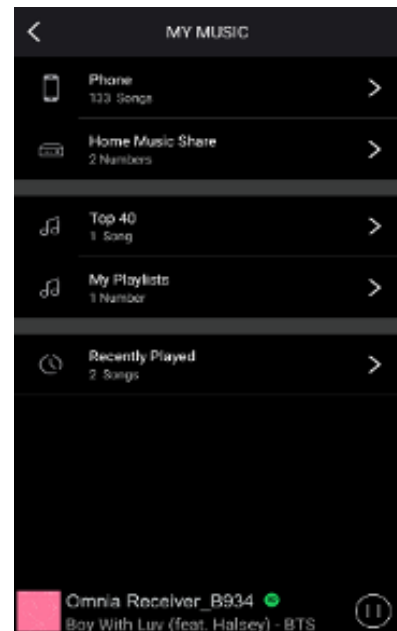 MY MUSIC
Phone
133 Songs
Home Music Share
2 Numbers
Top 40
1 Song
My Playlists
1 Number
Recently Played
2 Songs
Omnia Receiver_B934
Boy With Luv (feat. Halsey) - BTS